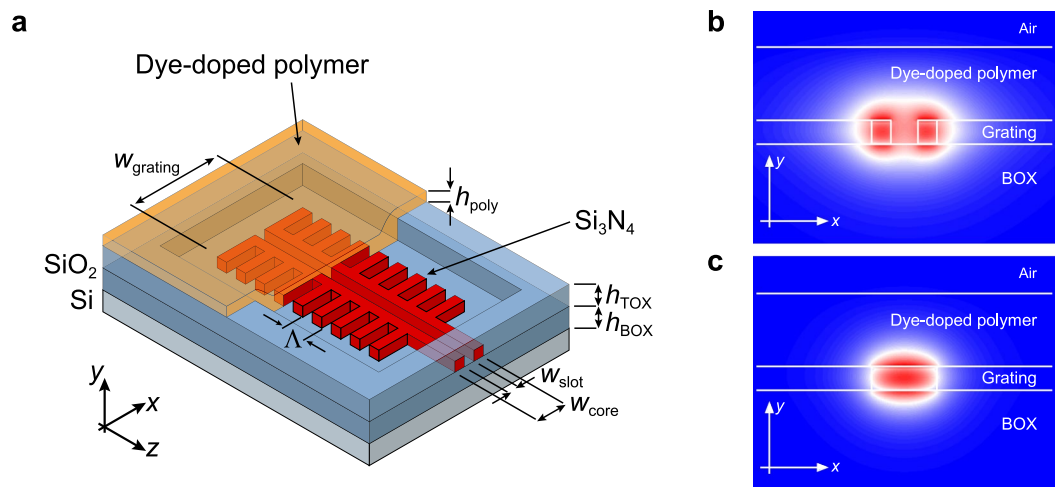 a
Dye-doped polymer
w_grating
h_poly
Si₃N₄
SiO₂
Si
h_TOX
h_BOX
Λ
w_slot
w_core
y
x
z
b
Air
Dye-doped polymer
Grating
y
BOX
x
c
Air
Dye-doped polymer
Grating
y
BOX
x